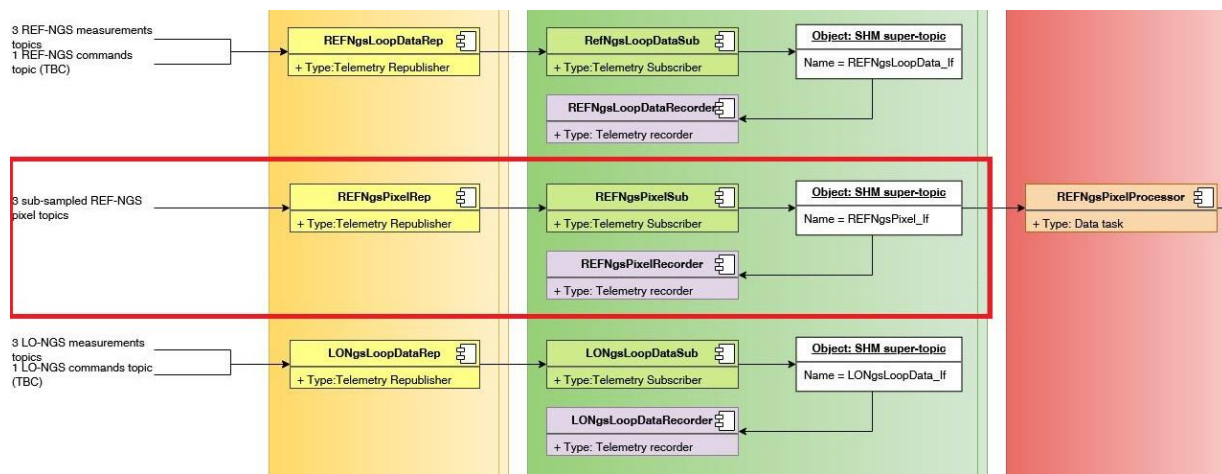 3 REF-NGS measurements
topics
1 REF-NGS commands
topic (TBC)
REFNgsLoopDataRep
+ Type:Telemetry Republisher
RefNgsLoopDataSub
+ Type:Telemetry Subscriber
Object: SHM super-topic
Name = REFNgsLoopData_lf
REFNgsLoopDataRecorder
+ Type: Telemetry recorder
3 sub-sampled REF-NGS
pixel topics
REFNgsPixelRep
+ Type:Telemetry Republisher
REFNgsPixelSub
+ Type:Telemetry Subscriber
Object: SHM super-topic
Name = REFNgsPixel_lf
REFNgsPixelProcessor
+ Type: Data task
REFNgsPixelRecorder
+ Type: Telemetry recorder
3 LO-NGS measurements
topics
1 LO-NGS commands topic
(TBC)
LONgsLoopDataRep
+ Type:Telemetry Republisher
LONgsLoopDataSub
+ Type:Telemetry Subscriber
Object: SHM super-topic
Name = LONgsLoopData_lf
LONgsLoopDataRecorder
+ Type: Telemetry recorder